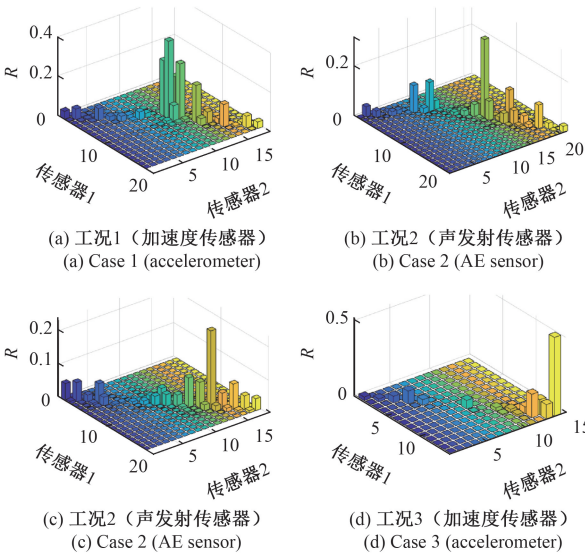 0.4
0.2
0
R
10
20
5
10
15
传感器1
传感器2
(a) 工况1（加速度传感器）
(a) Case 1 (accelerometer)
0.2
0
R
10
20
5
10
15
20
传感器1
传感器2
(b) 工况2（声发射传感器）
(b) Case 2 (AE sensor)
0.2
0.1
0
R
10
20
5
10
15
传感器1
传感器2
(c) 工况2（声发射传感器）
(c) Case 2 (AE sensor)
0.5
0
R
5
10
5
10
15
传感器1
传感器2
(d) 工况3（加速度传感器）
(d) Case 3 (accelerometer)